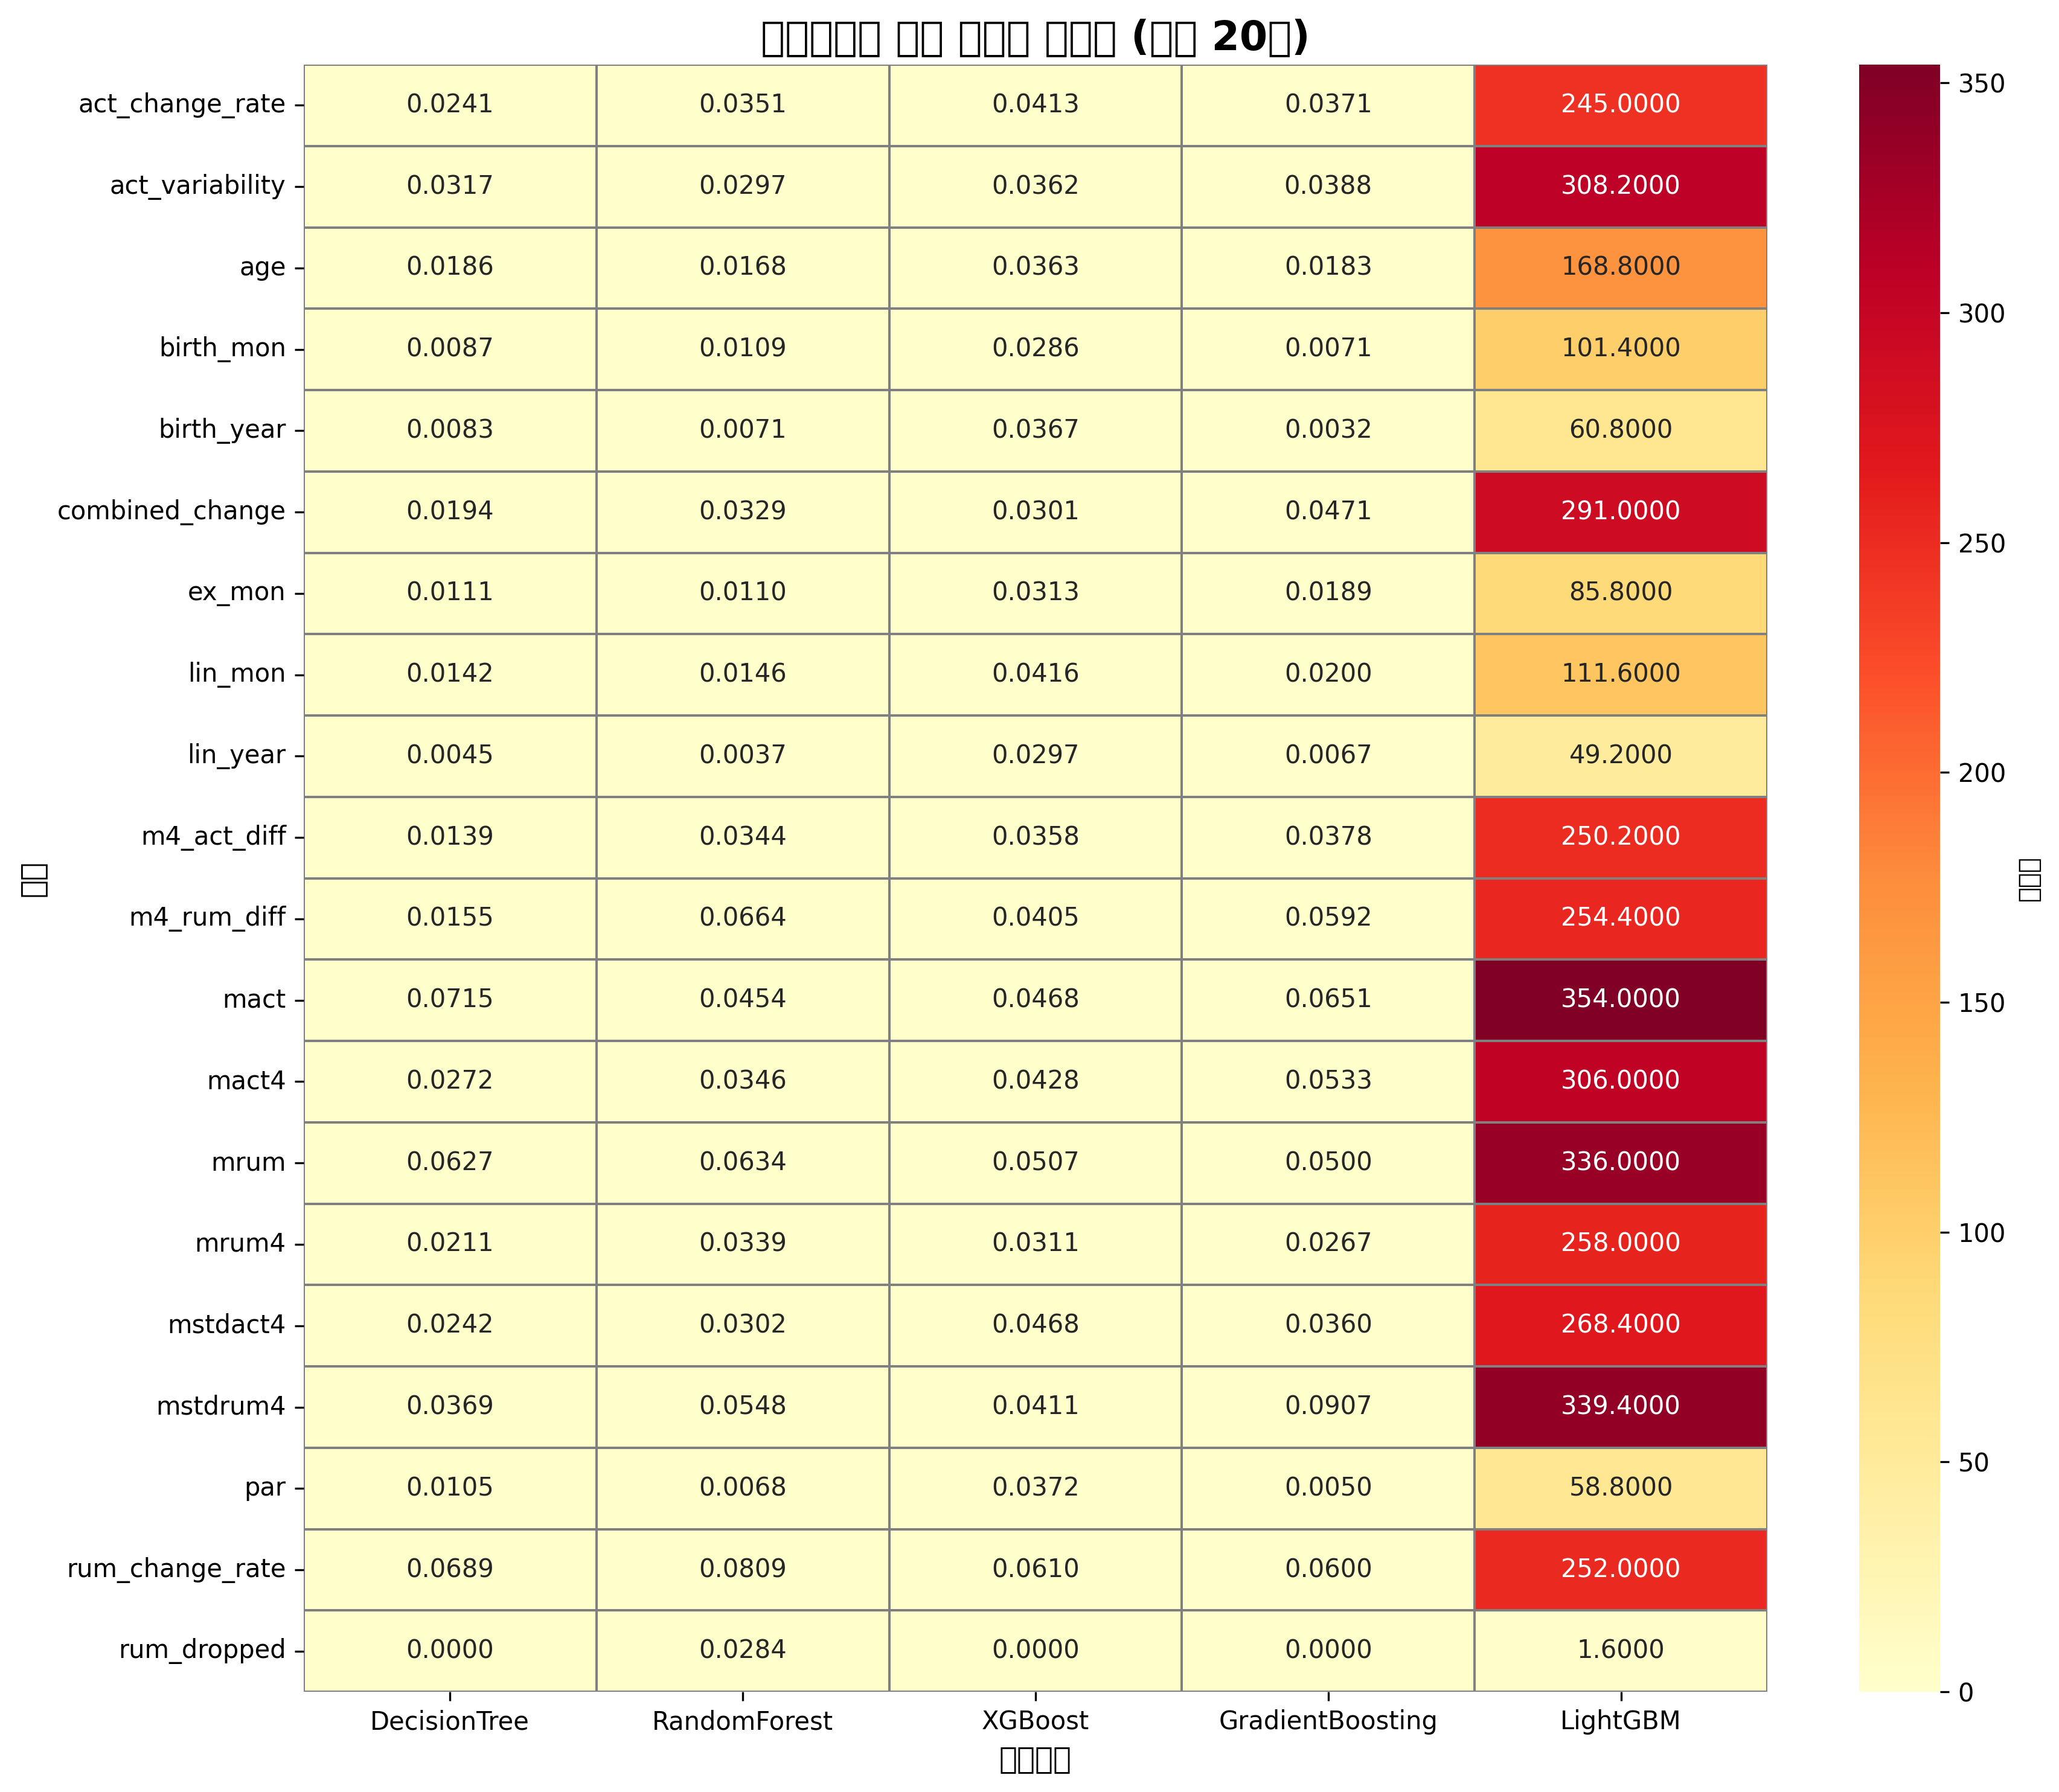 20
act_change_rate 0.0241 0.0351 0.0413 0.0371 245.0000
act_variability 0.0317 0.0297 0.0362 0.0388 308.2000
age 0.0186 0.0168 0.0363 0.0183 168.8000
birth_mon 0.0087 0.0109 0.0286 0.0071 101.4000
birth_year 0.0083 0.0071 0.0367 0.0032 60.8000
combined_change 0.0194 0.0329 0.0301 0.0471 291.0000
ex_mon 0.0111 0.0110 0.0313 0.0189 85.8000
lin_mon 0.0142 0.0146 0.0416 0.0200 111.6000
lin_year 0.0045 0.0037 0.0297 0.0067 49.2000
m4_act_diff 0.0139 0.0344 0.0358 0.0378 250.2000
m4_rum_diff 0.0155 0.0664 0.0405 0.0592 254.4000
mact 0.0715 0.0454 0.0468 0.0651 354.0000
mact4 0.0272 0.0346 0.0428 0.0533 306.0000
mrum 0.0627 0.0634 0.0507 0.0500 336.0000
mrum4 0.0211 0.0339 0.0311 0.0267 258.0000
mstdact4 0.0242 0.0302 0.0468 0.0360 268.4000
mstdrum4 0.0369 0.0548 0.0411 0.0907 339.4000
par 0.0105 0.0068 0.0372 0.0050 58.8000
rum_change_rate 0.0689 0.0809 0.0610 0.0600 252.0000
rum_dropped 0.0000 0.0284 0.0000 0.0000 1.6000
DecisionTree RandomForest XGBoost GradientBoosting LightGBM
350
300
250
200
150
100
50
0